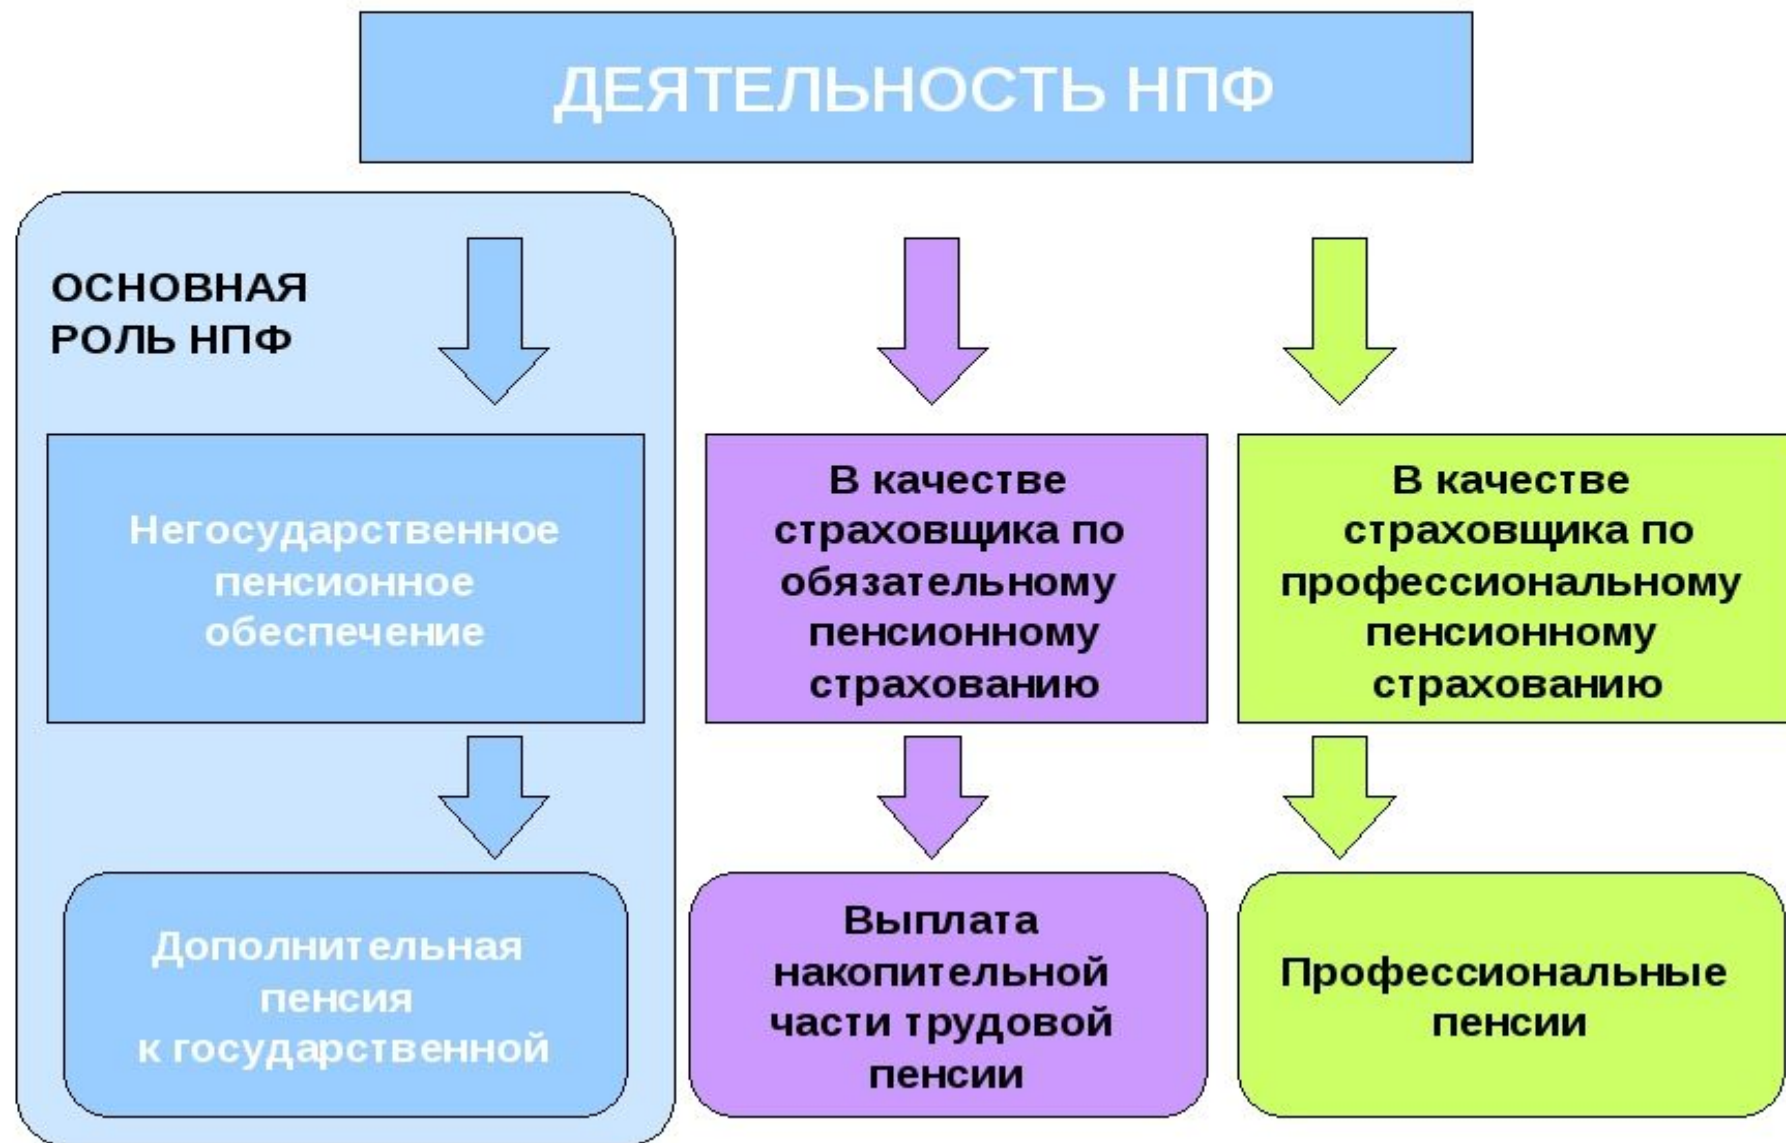 ДЕЯТЕЛЬНОСТЬ НПФ
ОСНОВНАЯ
РОЛЬ НПФ
Негосударственное
пенсионное
обеспечение
В качестве
страховщика по
обязательному
пенсионному
страхованию
В качестве
страховщика по
профессиональному
пенсионному
страхованию
Дополнительная
пенсия
к государственной
Выплата
накопительной
части трудовой
пенсии
Профессиональные
пенсии